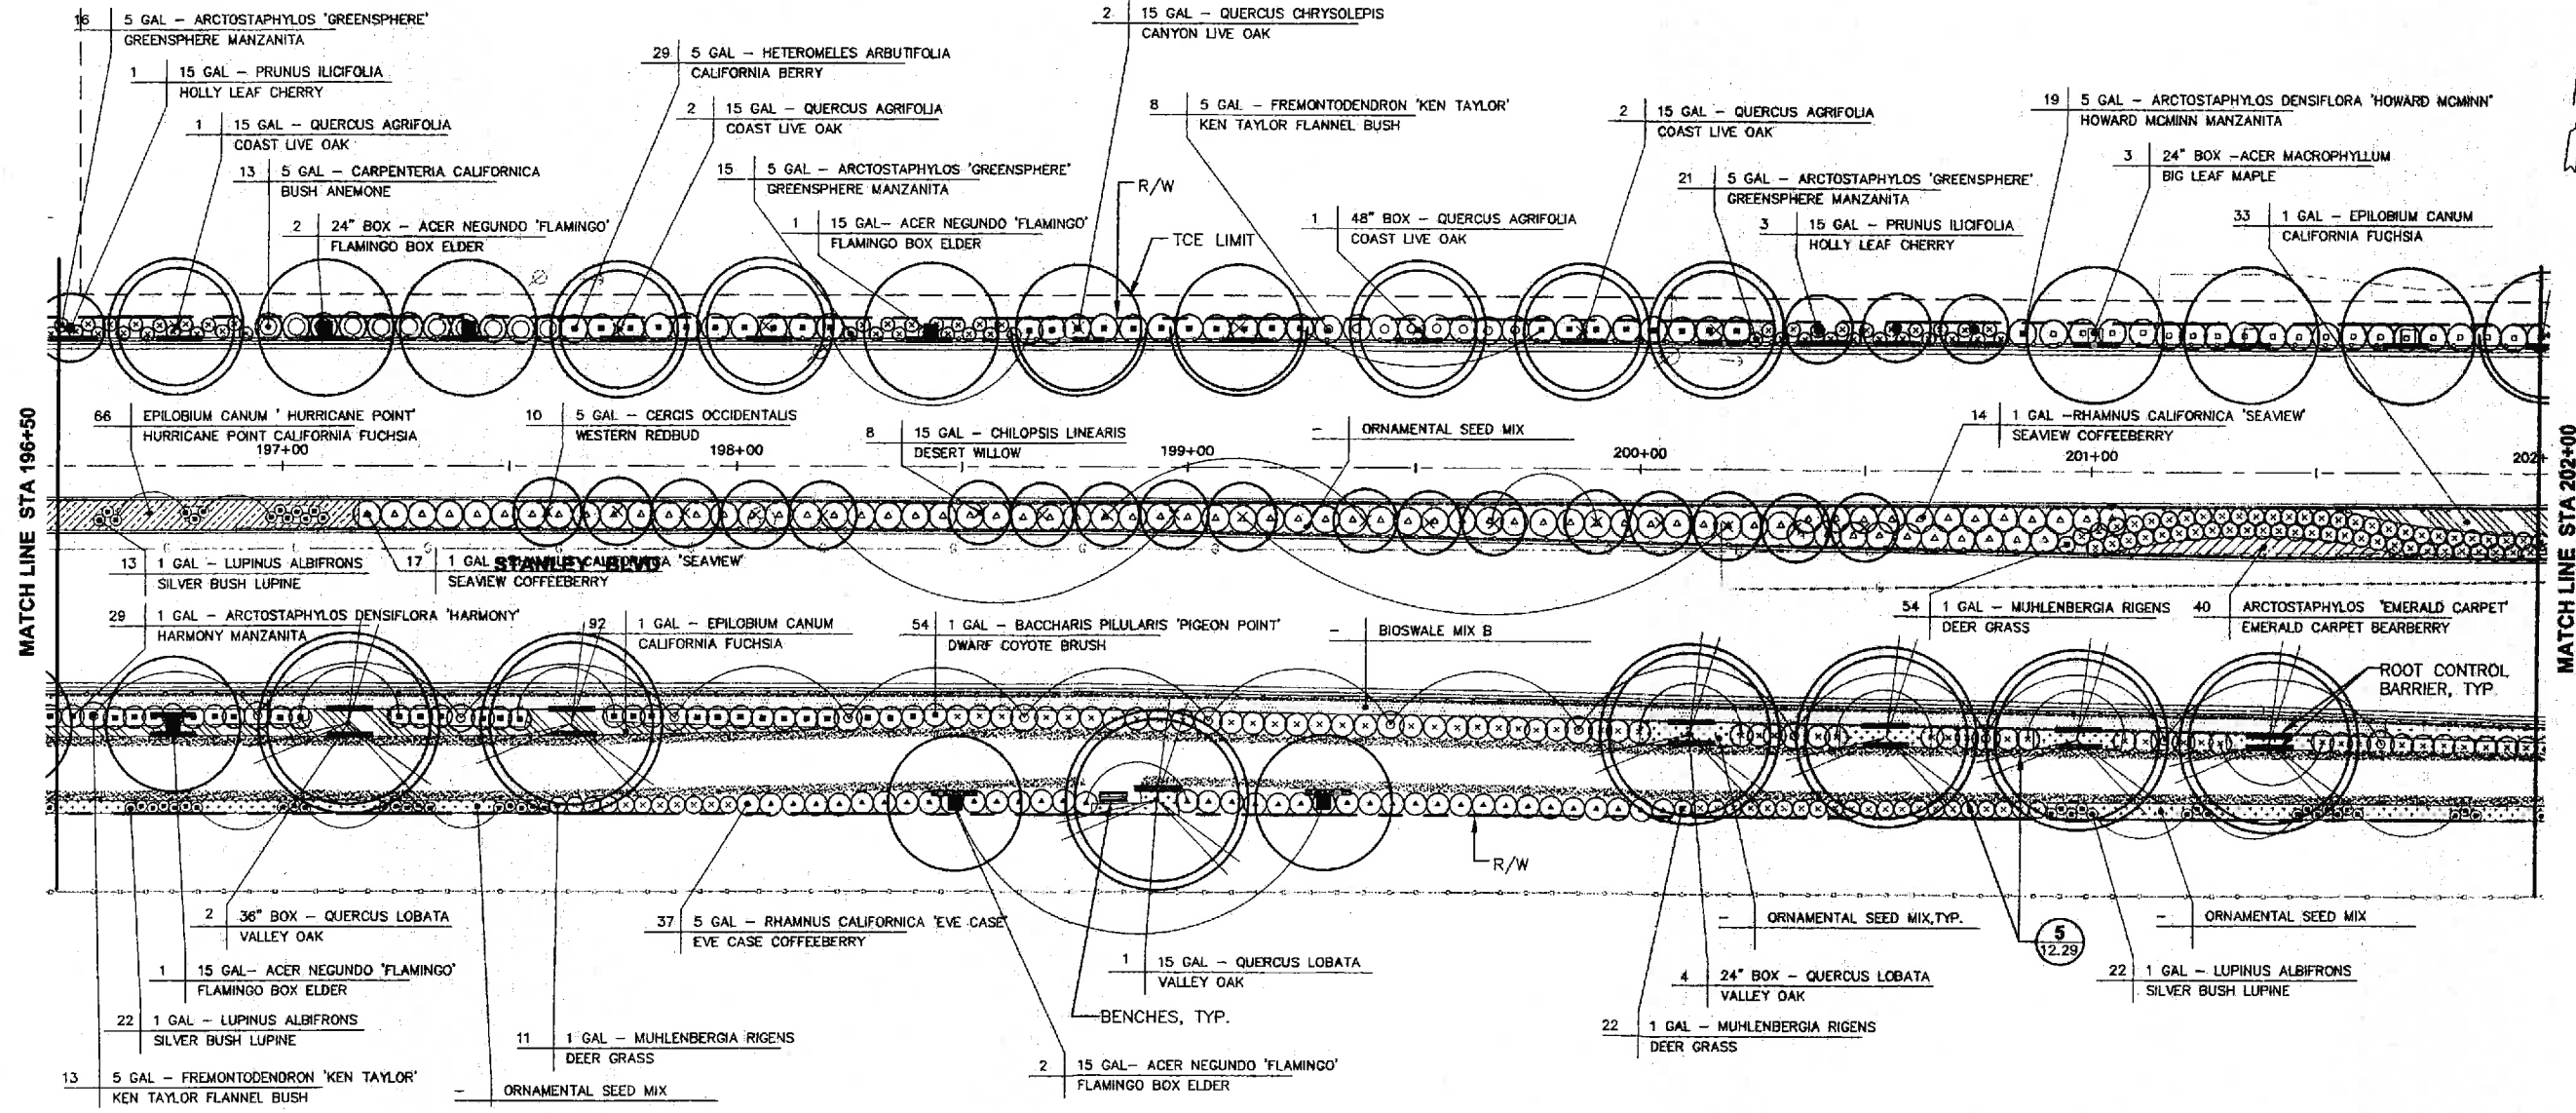 16 5 GAL – ARCTOSTAPHYLOS 'GREENSPHERE'
GREENSPHERE MANZANITA
1 15 GAL – PRUNUS ILICIFOLIA
HOLLY LEAF CHERRY
1 15 GAL – QUERCUS AGRIFOLIA
COAST LIVE OAK
13 5 GAL – CARPENTERIA CALIFORNICA
BUSH ANEMONE
2 24" BOX – ACER NEGUNDO 'FLAMINGO'
FLAMINGO BOX ELDER
29 5 GAL – HETEROMELES ARBUTIFOLIA
CALIFORNIA BERRY
2 15 GAL – QUERCUS AGRIFOLIA
COAST LIVE OAK
15 5 GAL – ARCTOSTAPHYLOS 'GREENSPHERE'
GREENSPHERE MANZANITA
1 15 GAL– ACER NEGUNDO 'FLAMINGO'
FLAMINGO BOX ELDER
2 15 GAL – QUERCUS CHRYSOLEPIS
CANYON LIVE OAK
8 5 GAL – FREMONTODENDRON 'KEN TAYLOR'
KEN TAYLOR FLANNEL BUSH
R/W
TCE LIMIT
1 48" BOX – QUERCUS AGRIFOLIA
COAST LIVE OAK
2 15 GAL – QUERCUS AGRIFOLIA
COAST LIVE OAK
21 5 GAL – ARCTOSTAPHYLOS 'GREENSPHERE'
GREENSPHERE MANZANITA
3 15 GAL – PRUNUS ILICIFOLIA
HOLLY LEAF CHERRY
19 5 GAL – ARCTOSTAPHYLOS DENSIFLORA 'HOWARD MCMINN'
HOWARD MCMINN MANZANITA
3 24" BOX –ACER MACROPHYLLUM
BIG LEAF MAPLE
33 1 GAL – EPILOBIUM CANUM
CALIFORNIA FUCHSIA
MATCH LINE STA 196+50
66 EPILOBIUM CANUM ' HURRICANE POINT'
HURRICANE POINT CALIFORNIA FUCHSIA
10 5 GAL – CERCIS OCCIDENTALIS
WESTERN REDBUD
8 15 GAL – CHILOPSIS LINEARIS
DESERT WILLOW
– ORNAMENTAL SEED MIX
14 1 GAL –RHAMNUS CALIFORNICA 'SEAVIEW'
SEAVIEW COFFEEBERRY
197+00
198+00
199+00
200+00
201+00
202+
MATCH LINE STA 202+00
13 1 GAL – LUPINUS ALBIFRONS
SILVER BUSH LUPINE
17 1 GAL 'SEAVIEW'
SEAVIEW COFFEEBERRY
STANLEY BLVD
29 1 GAL – ARCTOSTAPHYLOS DENSIFLORA 'HARMONY'
HARMONY MANZANITA
92 1 GAL – EPILOBIUM CANUM
CALIFORNIA FUCHSIA
54 1 GAL – BACCHARIS PILULARIS 'PIGEON POINT'
DWARF COYOTE BRUSH
– BIOSWALE MIX B
54 1 GAL – MUHLENBERGIA RIGENS
DEER GRASS
40 ARCTOSTAPHYLOS 'EMERALD CARPET'
EMERALD CARPET BEARBERRY
ROOT CONTROL
BARRIER, TYP
R/W
2 36" BOX – QUERCUS LOBATA
VALLEY OAK
1 15 GAL– ACER NEGUNDO 'FLAMINGO'
FLAMINGO BOX ELDER
22 1 GAL – LUPINUS ALBIFRONS
SILVER BUSH LUPINE
13 5 GAL – FREMONTODENDRON 'KEN TAYLOR'
KEN TAYLOR FLANNEL BUSH
– ORNAMENTAL SEED MIX
11 1 GAL – MUHLENBERGIA RIGENS
DEER GRASS
37 5 GAL – RHAMNUS CALIFORNICA 'EVE CASE'
EVE CASE COFFEEBERRY
1 15 GAL – QUERCUS LOBATA
VALLEY OAK
BENCHES, TYP.
2 15 GAL– ACER NEGUNDO 'FLAMINGO'
FLAMINGO BOX ELDER
– ORNAMENTAL SEED MIX,TYP.
4 24" BOX – QUERCUS LOBATA
VALLEY OAK
22 1 GAL – MUHLENBERGIA RIGENS
DEER GRASS
5
12.29
– ORNAMENTAL SEED MIX
22 1 GAL – LUPINUS ALBIFRONS
SILVER BUSH LUPINE